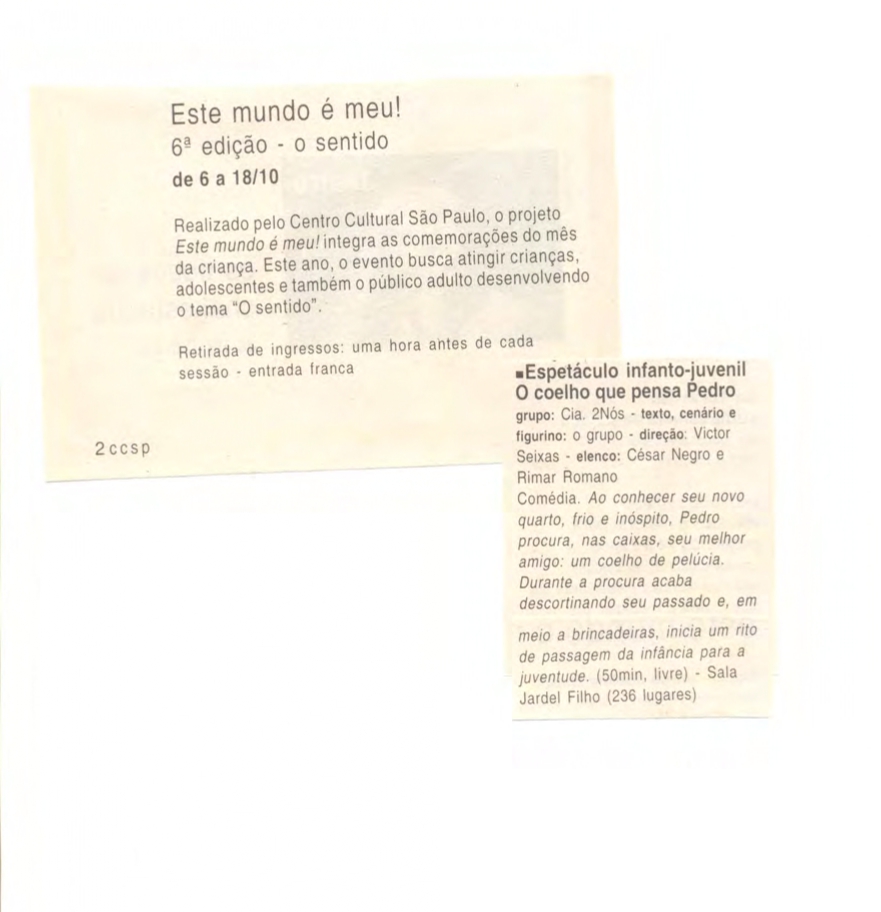 Este mundo é meu!
6ª edição - o sentido
de 6 a 18/10
Realizado pelo Centro Cultural São Paulo, o projeto
Este mundo é meu! integra as comemorações do mês
da criança. Este ano, o evento busca atingir crianças,
adolescentes e também o público adulto desenvolvendo
o tema "O sentido".
Retirada de ingressos: uma hora antes de cada
sessão - entrada franca
2ccsp
■Espetáculo infanto-juvenil
O coelho que pensa Pedro
grupo: Cia. 2Nós - texto, cenário e
figurino: o grupo - direção: Victor
Seixas - elenco: César Negro e
Rimar Romano
Comédia. Ao conhecer seu novo
quarto, frio e inóspito, Pedro
procura, nas caixas, seu melhor
amigo: um coelho de pelúcia.
Durante a procura acaba
descortinando seu passado e, em
meio a brincadeiras, inicia um rito
de passagem da infância para a
juventude. (50min, livre) - Sala
Jardel Filho (236 lugares)